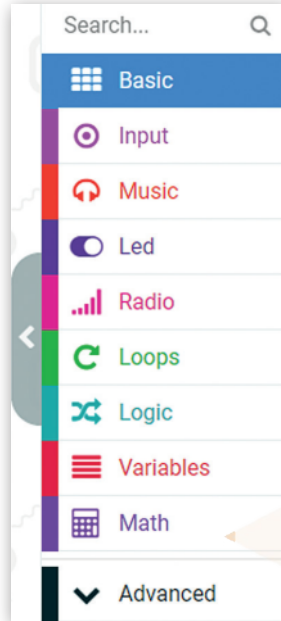 Search...
Basic
Input
Music
Led
Radio
Loops
Logic
Variables
Math
Advanced